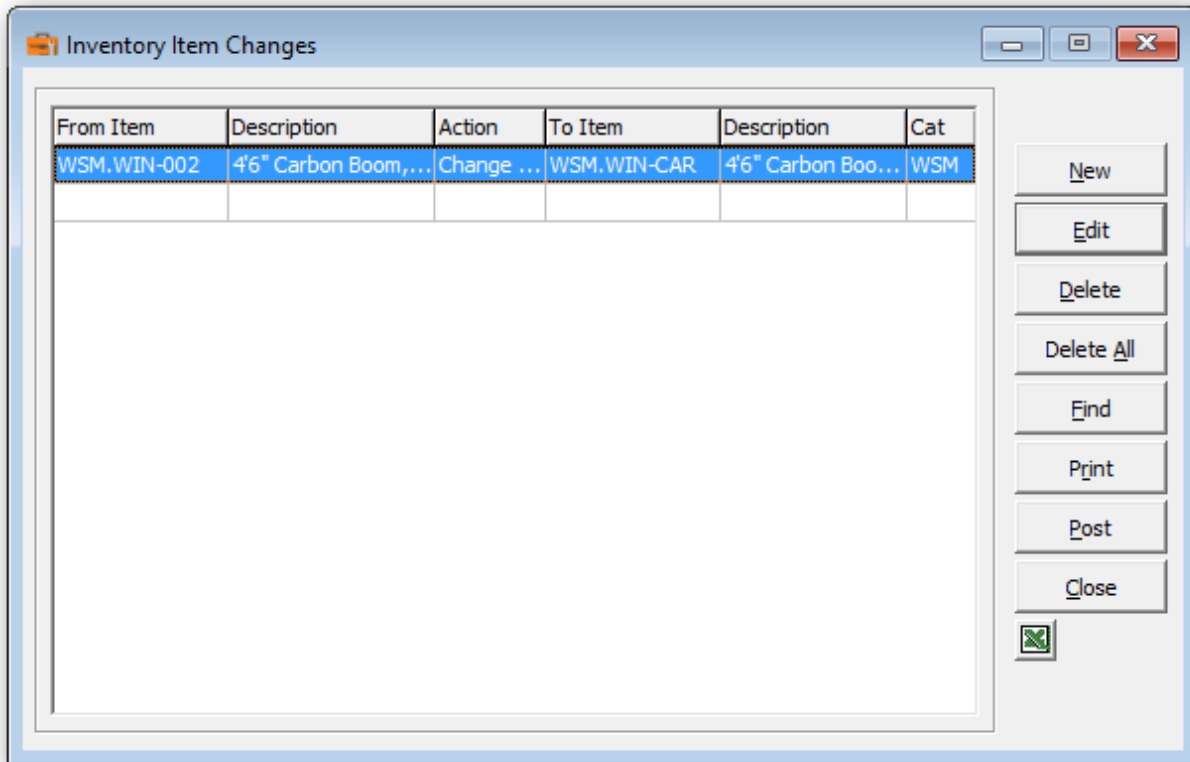 Inventory Item Changes
From Item Description Action To Item Description Cat
WSM.WIN-002 4'6" Carbon Boom,... Change ... WSM.WIN-CAR 4'6" Carbon Boo... WSM
New
Edit
Delete
Delete All
Find
Print
Post
Close